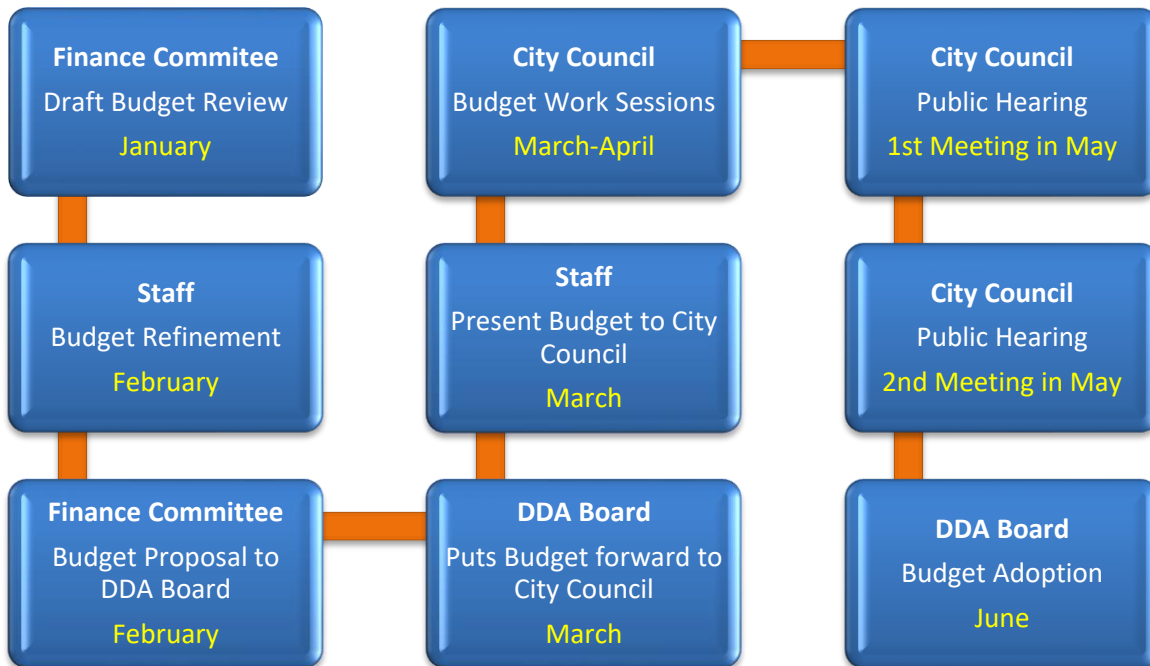 Finance Commitee
Draft Budget Review
January
Staff
Budget Refinement
February
Finance Committee
Budget Proposal to
DDA Board
February
DDA Board
Puts Budget forward to
City Council
March
Staff
Present Budget to City
Council
March
City Council
Budget Work Sessions
March-April
City Council
Public Hearing
1st Meeting in May
City Council
Public Hearing
2nd Meeting in May
DDA Board
Budget Adoption
June